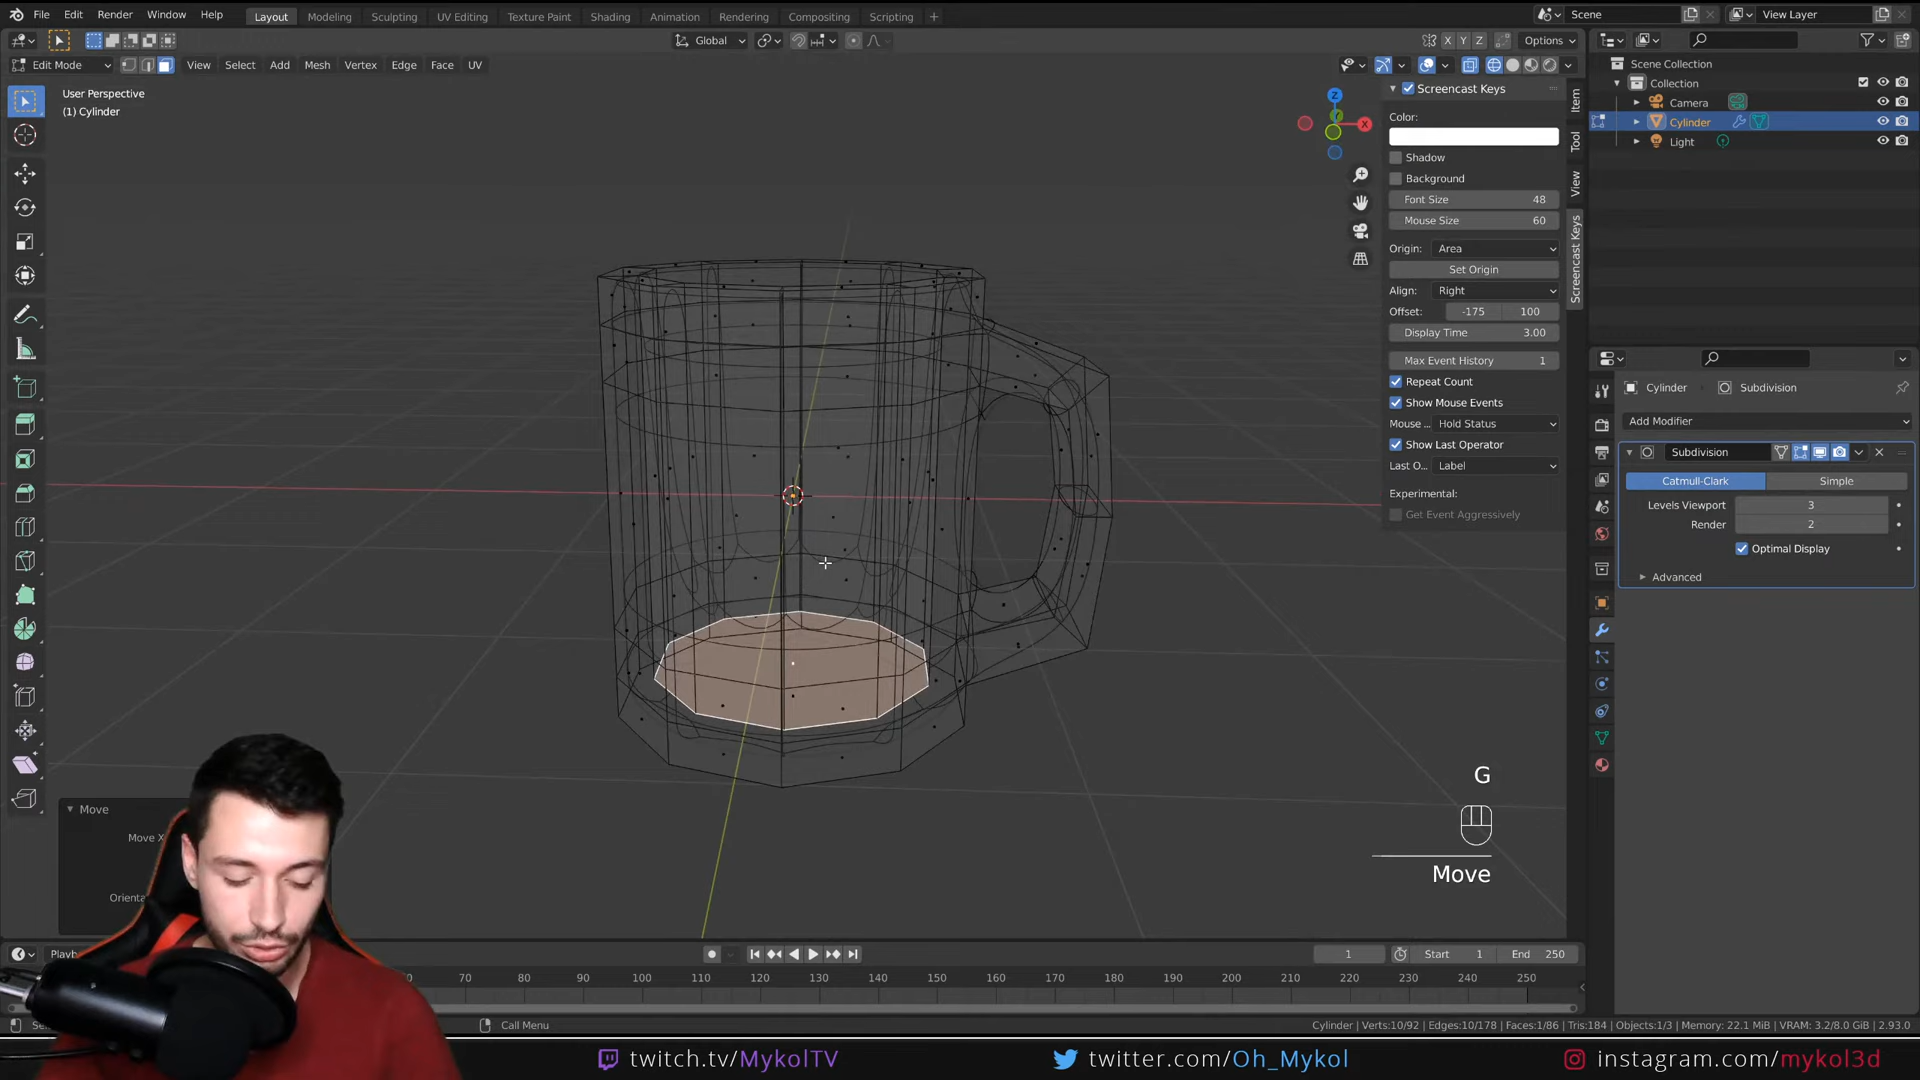 File Edit Render Window Help
Layout Modeling Sculpting UV Editing Texture Paint Shading Animation Rendering Compositing Scripting +
Scene
View Layer
Global
X Y Z
Options
Edit Mode
View Select Add Mesh Vertex Edge Face UV
User Perspective
(1) Cylinder
Z
X
Screencast Keys
Color:
Shadow
Background
Font Size 48
Mouse Size 60
Origin: Area
Set Origin
Align: Right
Offset: -175 100
Display Time 3.00
Max Event History 1
Repeat Count
Show Mouse Events
Mouse ... Hold Status
Show Last Operator
Last O... Label
Experimental:
Get Event Aggressively
Item
Tool
View
Screencast Keys
Scene Collection
Collection
Camera
Cylinder
Light
Cylinder Subdivision
Add Modifier
Subdivision
Catmull-Clark Simple
Levels Viewport 3
Render 2
Optimal Display
Advanced
G
Move
Move
Move X
Orienta
Playb
1
Start 1 End 250
70 80 90 100 110 120 130 140 150 160 170 180 190 200 210 220 230 240 250
Call Menu
Cylinder | Verts:10/92 | Edges:10/178 | Faces:1/86 | Tris:184 | Objects:1/3 | Memory: 22.1 MiB | VRAM: 3.2/8.0 GiB | 2.93.0
twitch.tv/MykolTV
twitter.com/Oh_Mykol
instagram.com/mykol3d